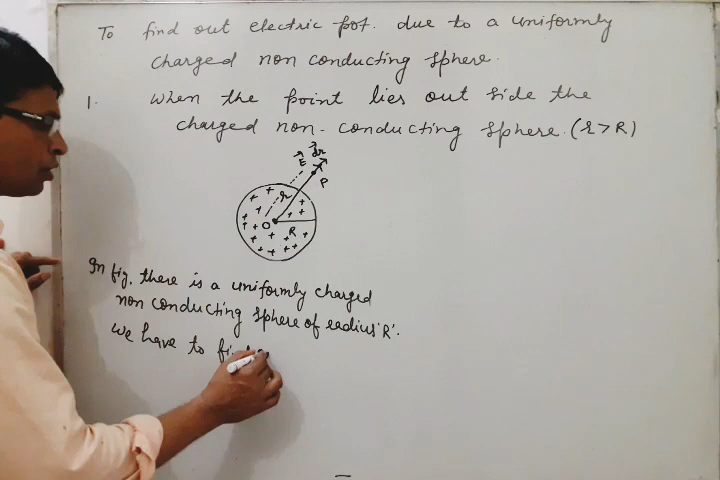 To find out electric pot. due to a uniformly
charged non conducting sphere.
1. When the point lies out side the
charged non-conducting sphere. (r > R)
E dr
P
r
O
R
In fig. there is a uniformly charged
non conducting sphere of radius 'R'.
we have to find